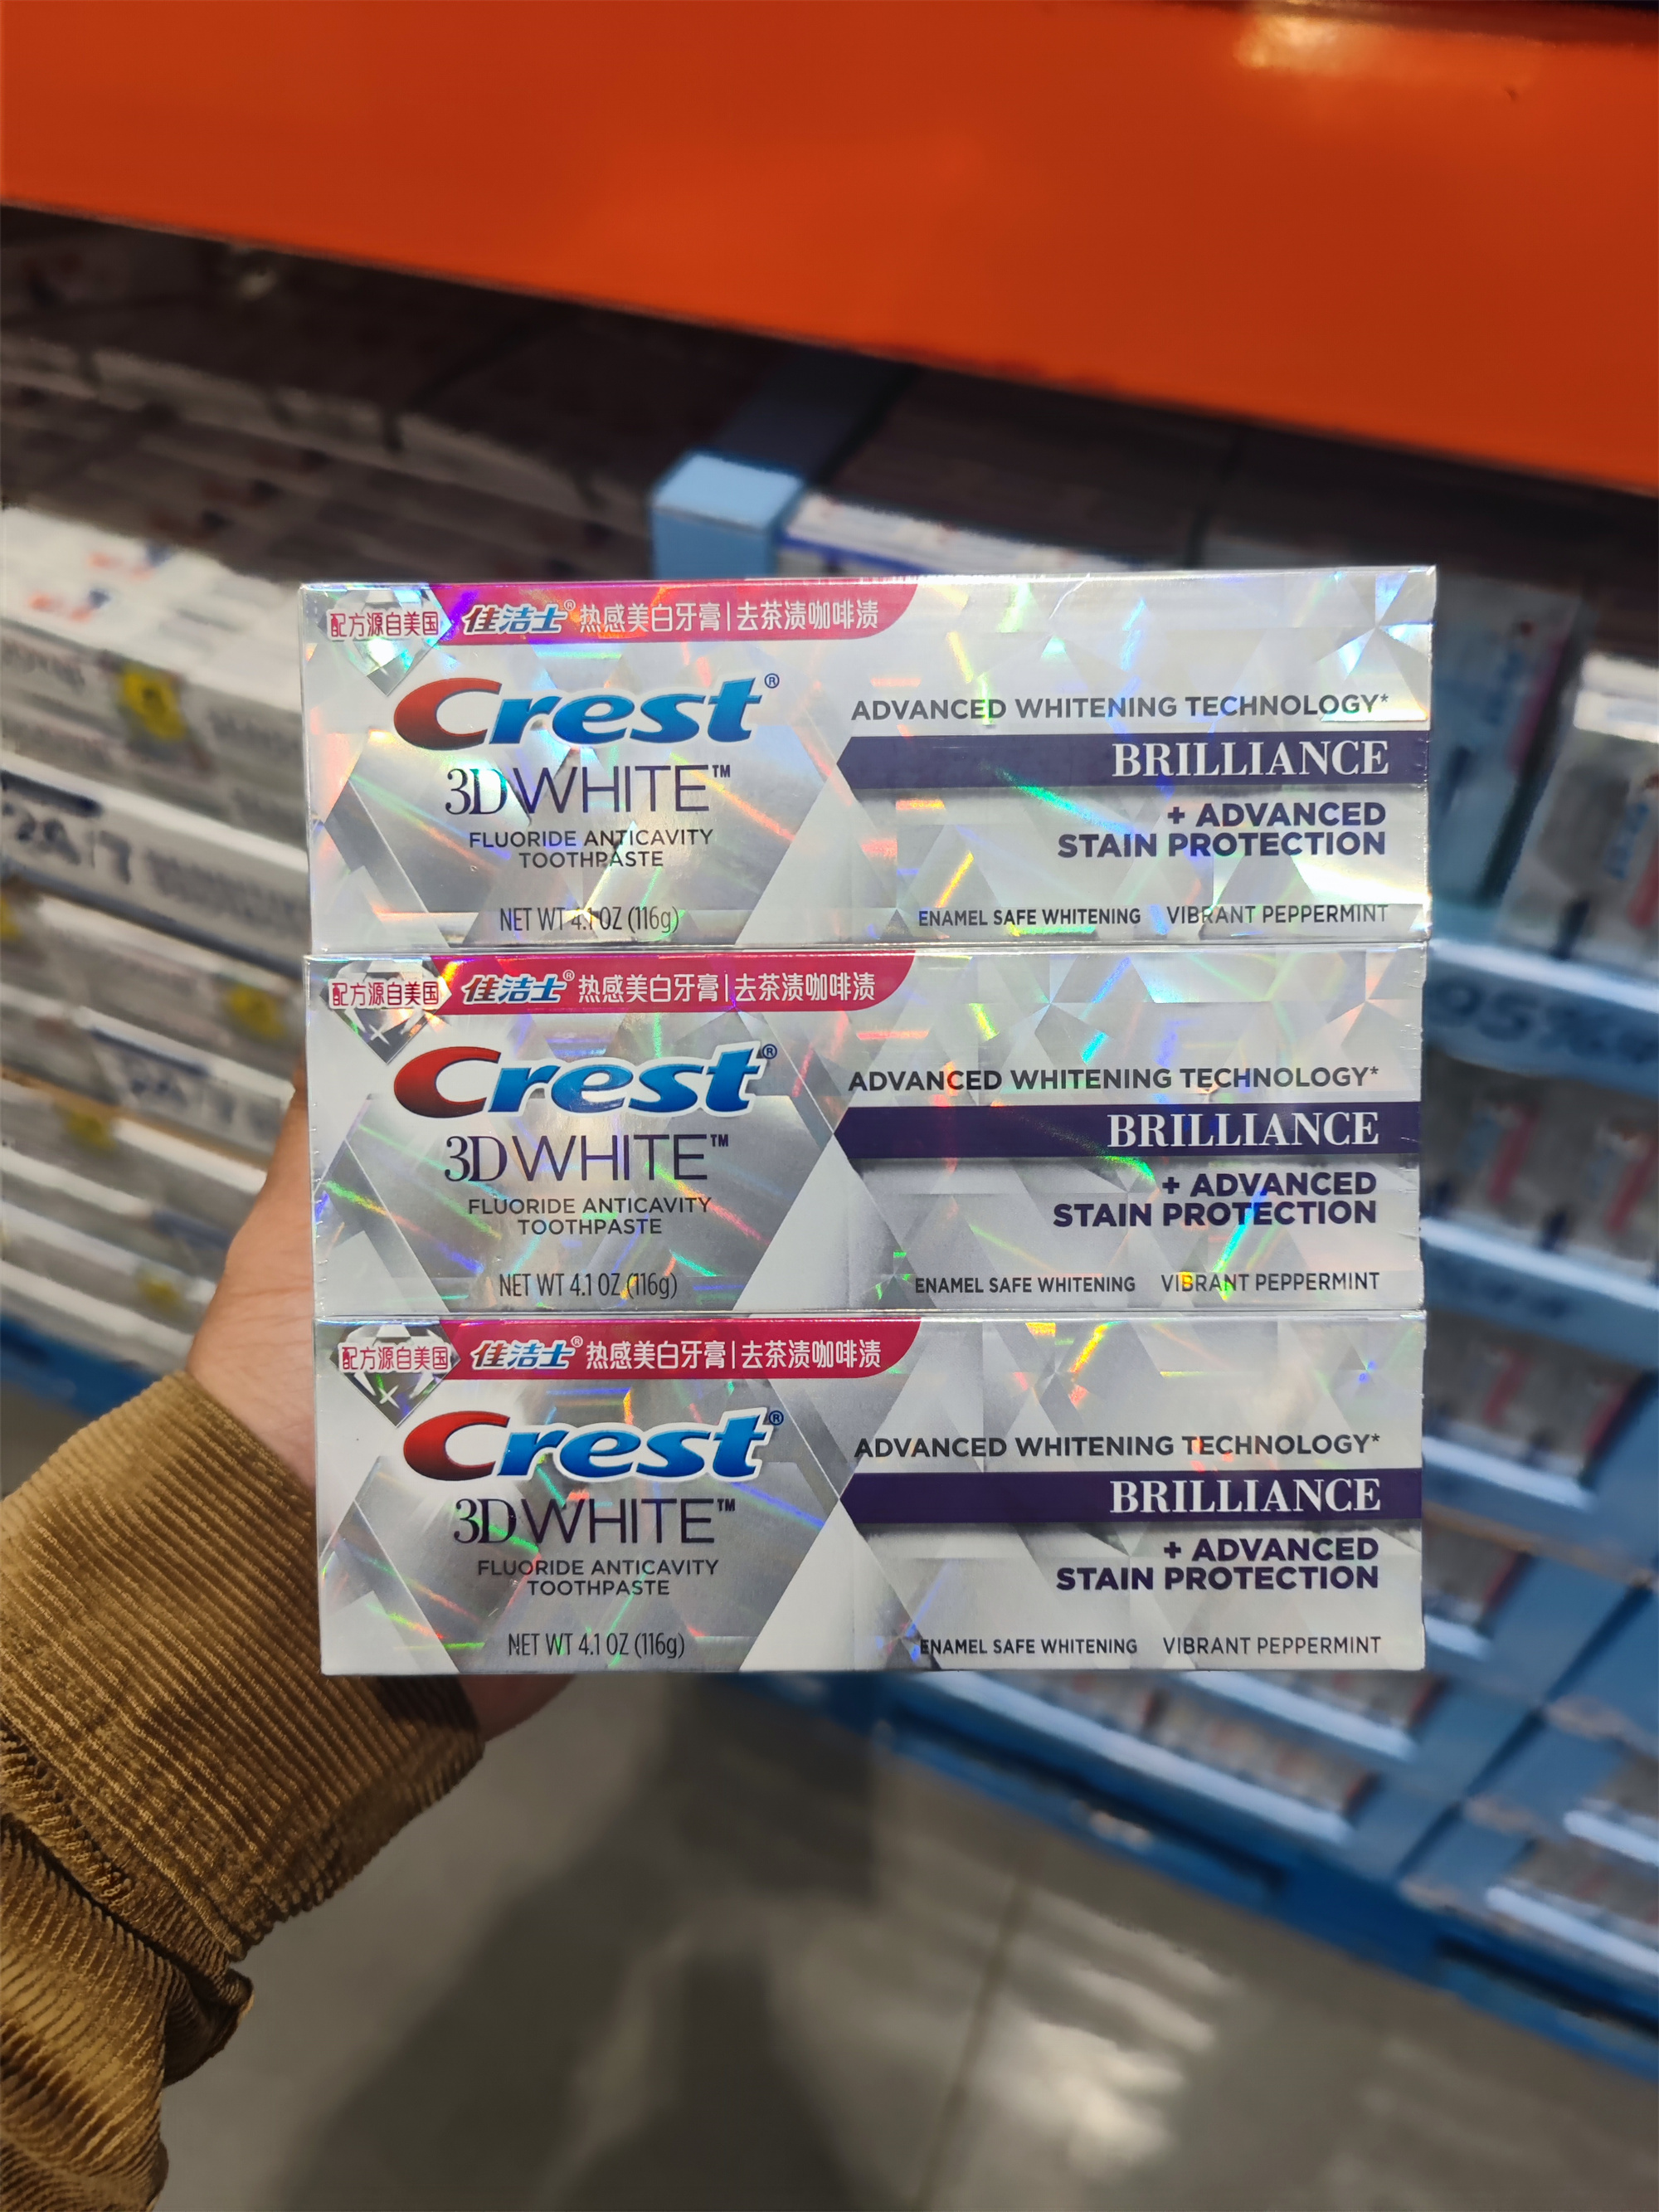 配方源自美国 佳洁士® 热感美白牙膏|去茶渍咖啡渍
Crest®
3DWHITE™
FLUORIDE ANTICAVITY
TOOTHPASTE
NET WT 4.1 OZ (116g)
ADVANCED WHITENING TECHNOLOGY*
BRILLIANCE
+ ADVANCED
STAIN PROTECTION
ENAMEL SAFE WHITENING VIBRANT PEPPERMINT
配方源自美国 佳洁士® 热感美白牙膏|去茶渍咖啡渍
Crest®
3DWHITE™
FLUORIDE ANTICAVITY
TOOTHPASTE
NET WT 4.1 OZ (116g)
ADVANCED WHITENING TECHNOLOGY*
BRILLIANCE
+ ADVANCED
STAIN PROTECTION
ENAMEL SAFE WHITENING VIBRANT PEPPERMINT
配方源自美国 佳洁士® 热感美白牙膏|去茶渍咖啡渍
Crest®
3DWHITE™
FLUORIDE ANTICAVITY
TOOTHPASTE
NET WT 4.1 OZ (116g)
ADVANCED WHITENING TECHNOLOGY*
BRILLIANCE
+ ADVANCED
STAIN PROTECTION
ENAMEL SAFE WHITENING VIBRANT PEPPERMINT